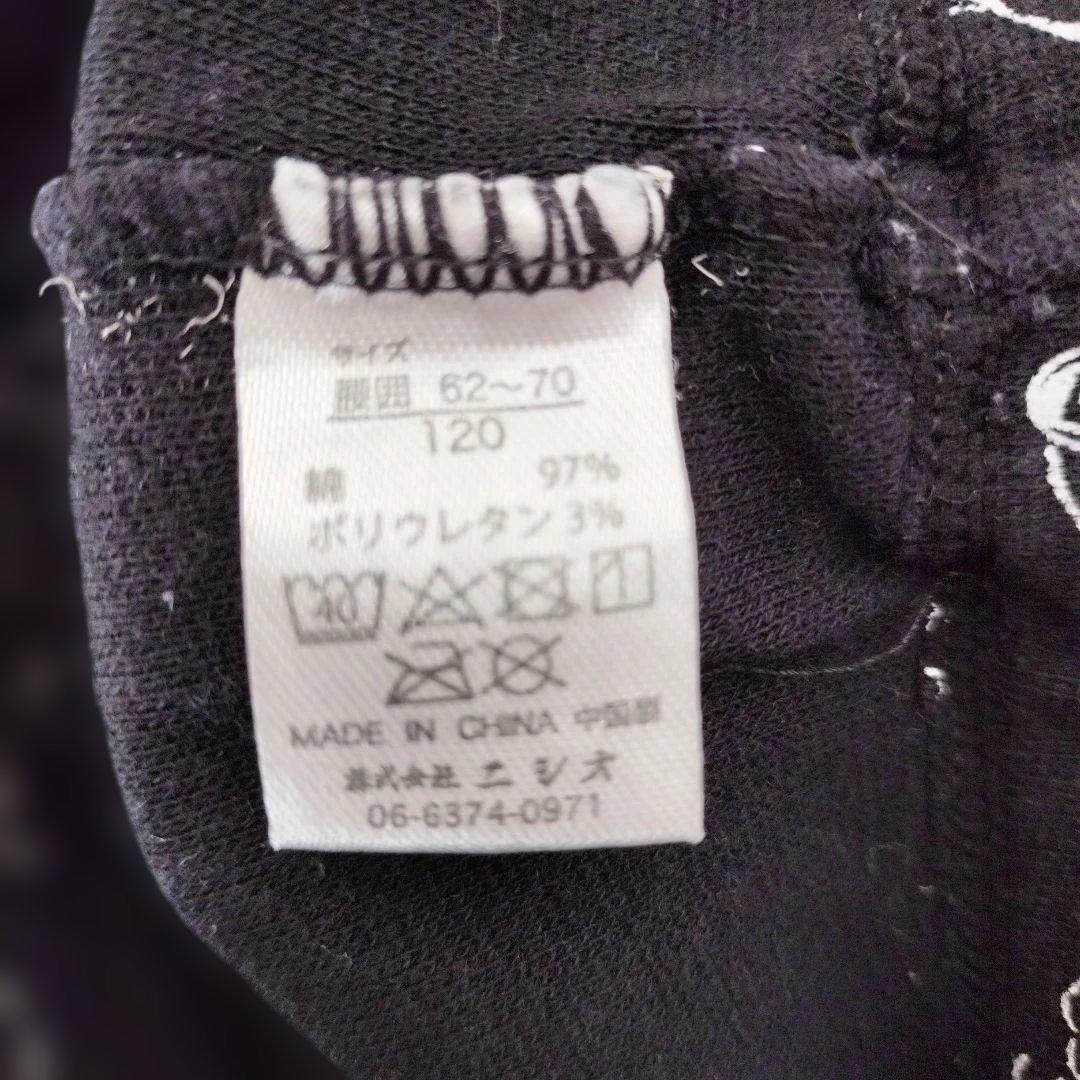 サイズ
腰囲 62〜70
120
綿 97%
ポリウレタン 3%
40
MADE IN CHINA 中国製
株式会社 ニシオ
06-6374-0971